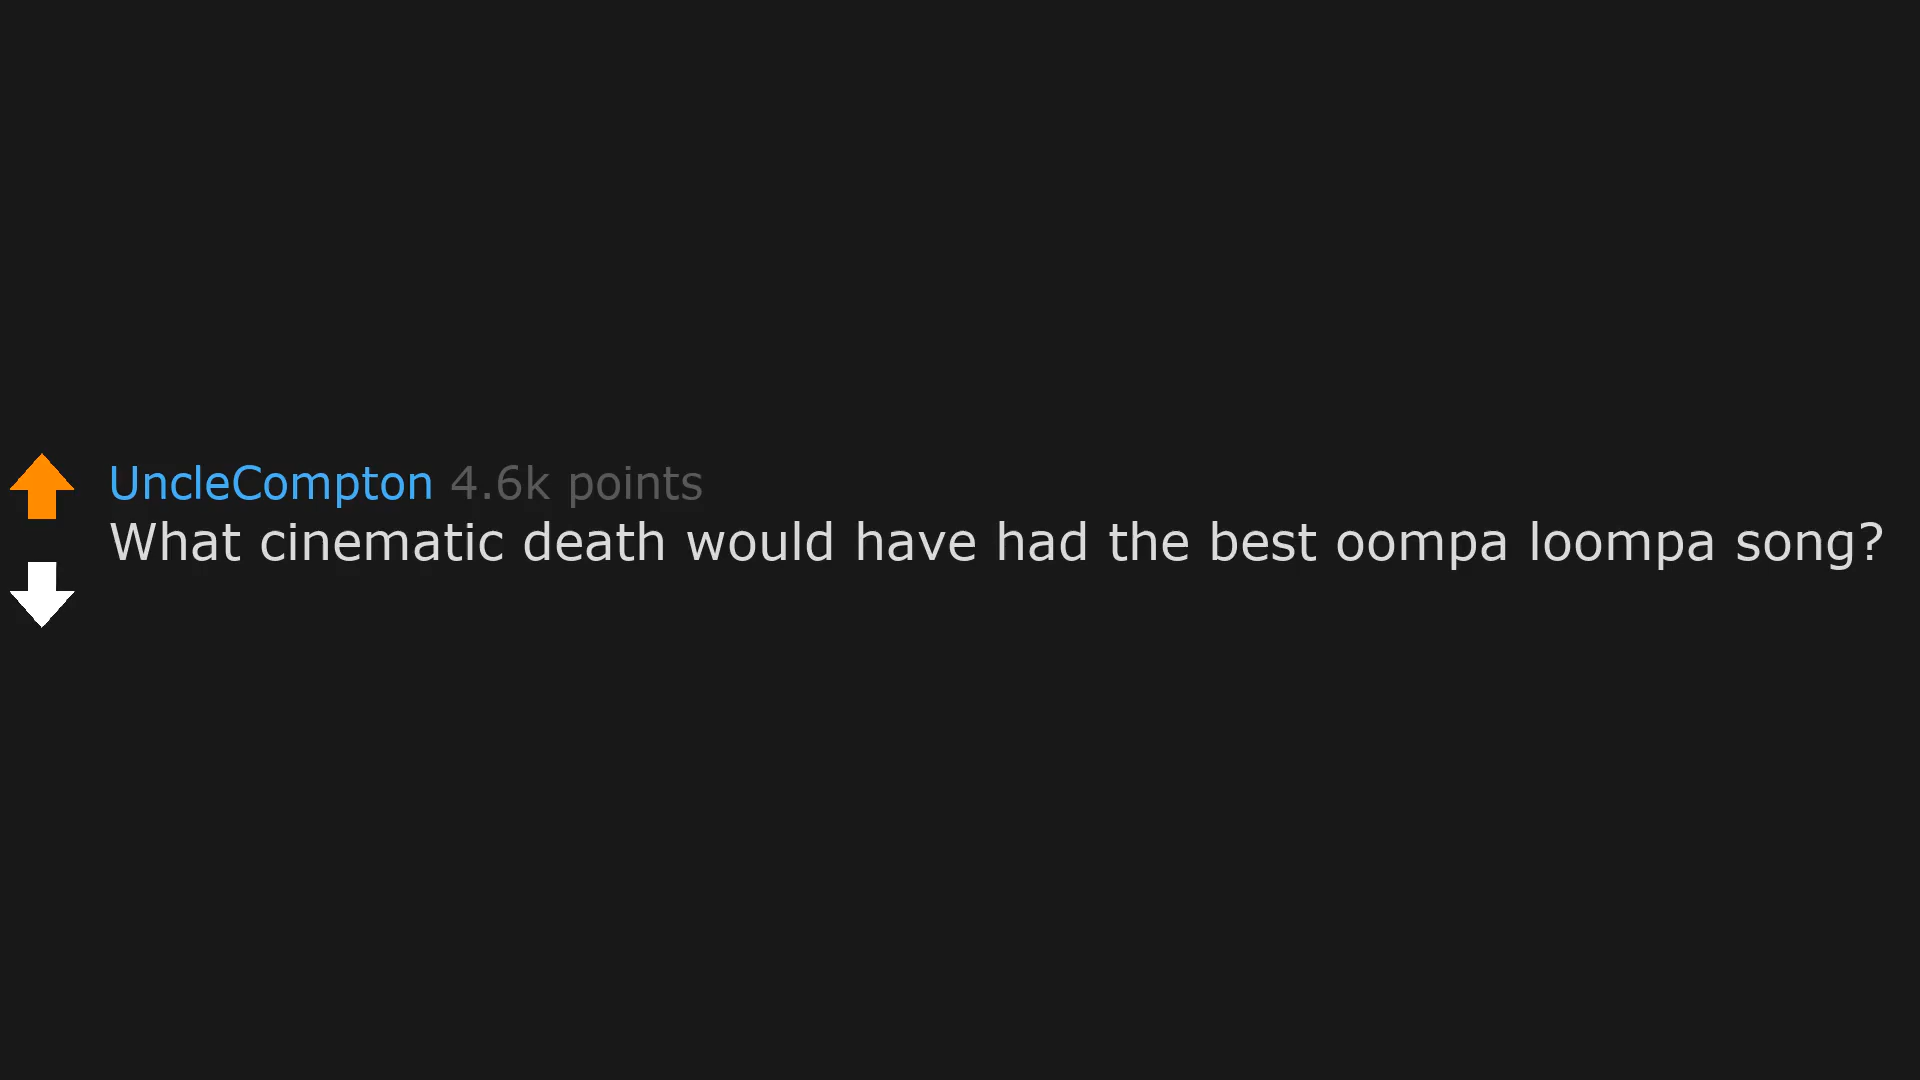 UncleCompton 4.6k points
What cinematic death would have had the best oompa loompa song?